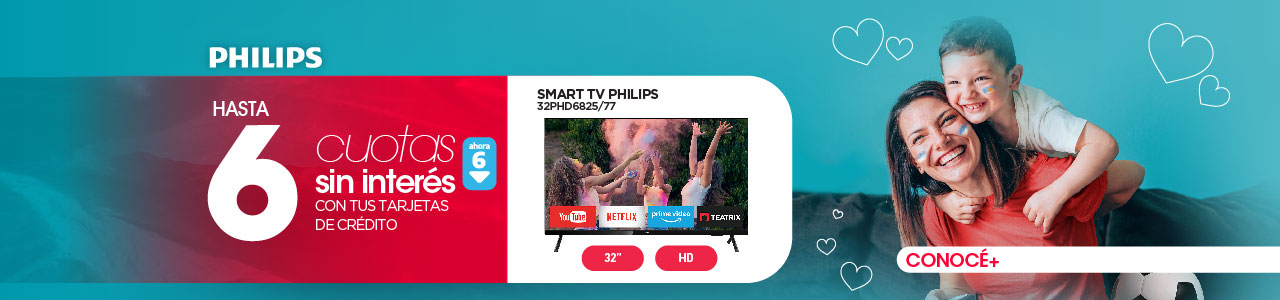 PHILIPS
HASTA
6
cuotas
sin interés
CON TUS TARJETAS
DE CRÉDITO
ahora
6
SMART TV PHILIPS
32PHD6825/77
YouTube
NETFLIX
prime video
TEATRIX
32"
HD
CONOCÉ+